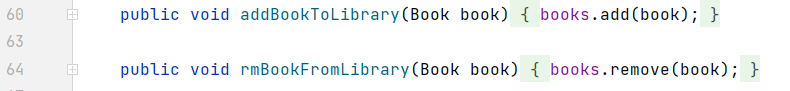 60 public void addBookToLibrary(Book book) { books.add(book); }
63
64 public void rmBookFromLibrary(Book book) { books.remove(book); }